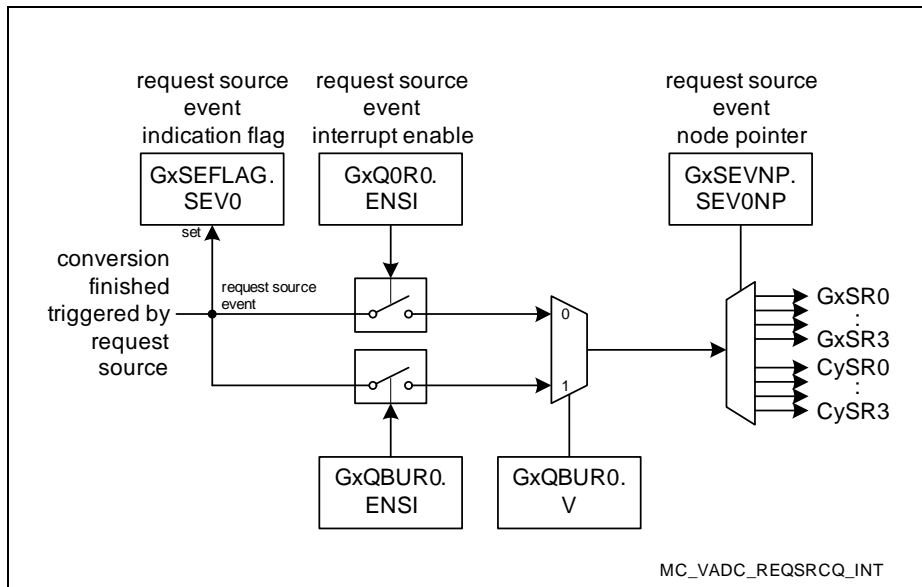 request source
event
indication flag
request source
event
interrupt enable
request source
event
node pointer
GxSEFLAG.
SEV0
GxQ0R0.
ENSI
GxSEVNP.
SEV0NP
set
conversion
finished
triggered by
request
source
request source
event
0
1
GxSR0
:
GxSR3
CySR0
:
CySR3
GxQBUR0.
ENSI
GxQBUR0.
V
MC_VADC_REQSRCQ_INT